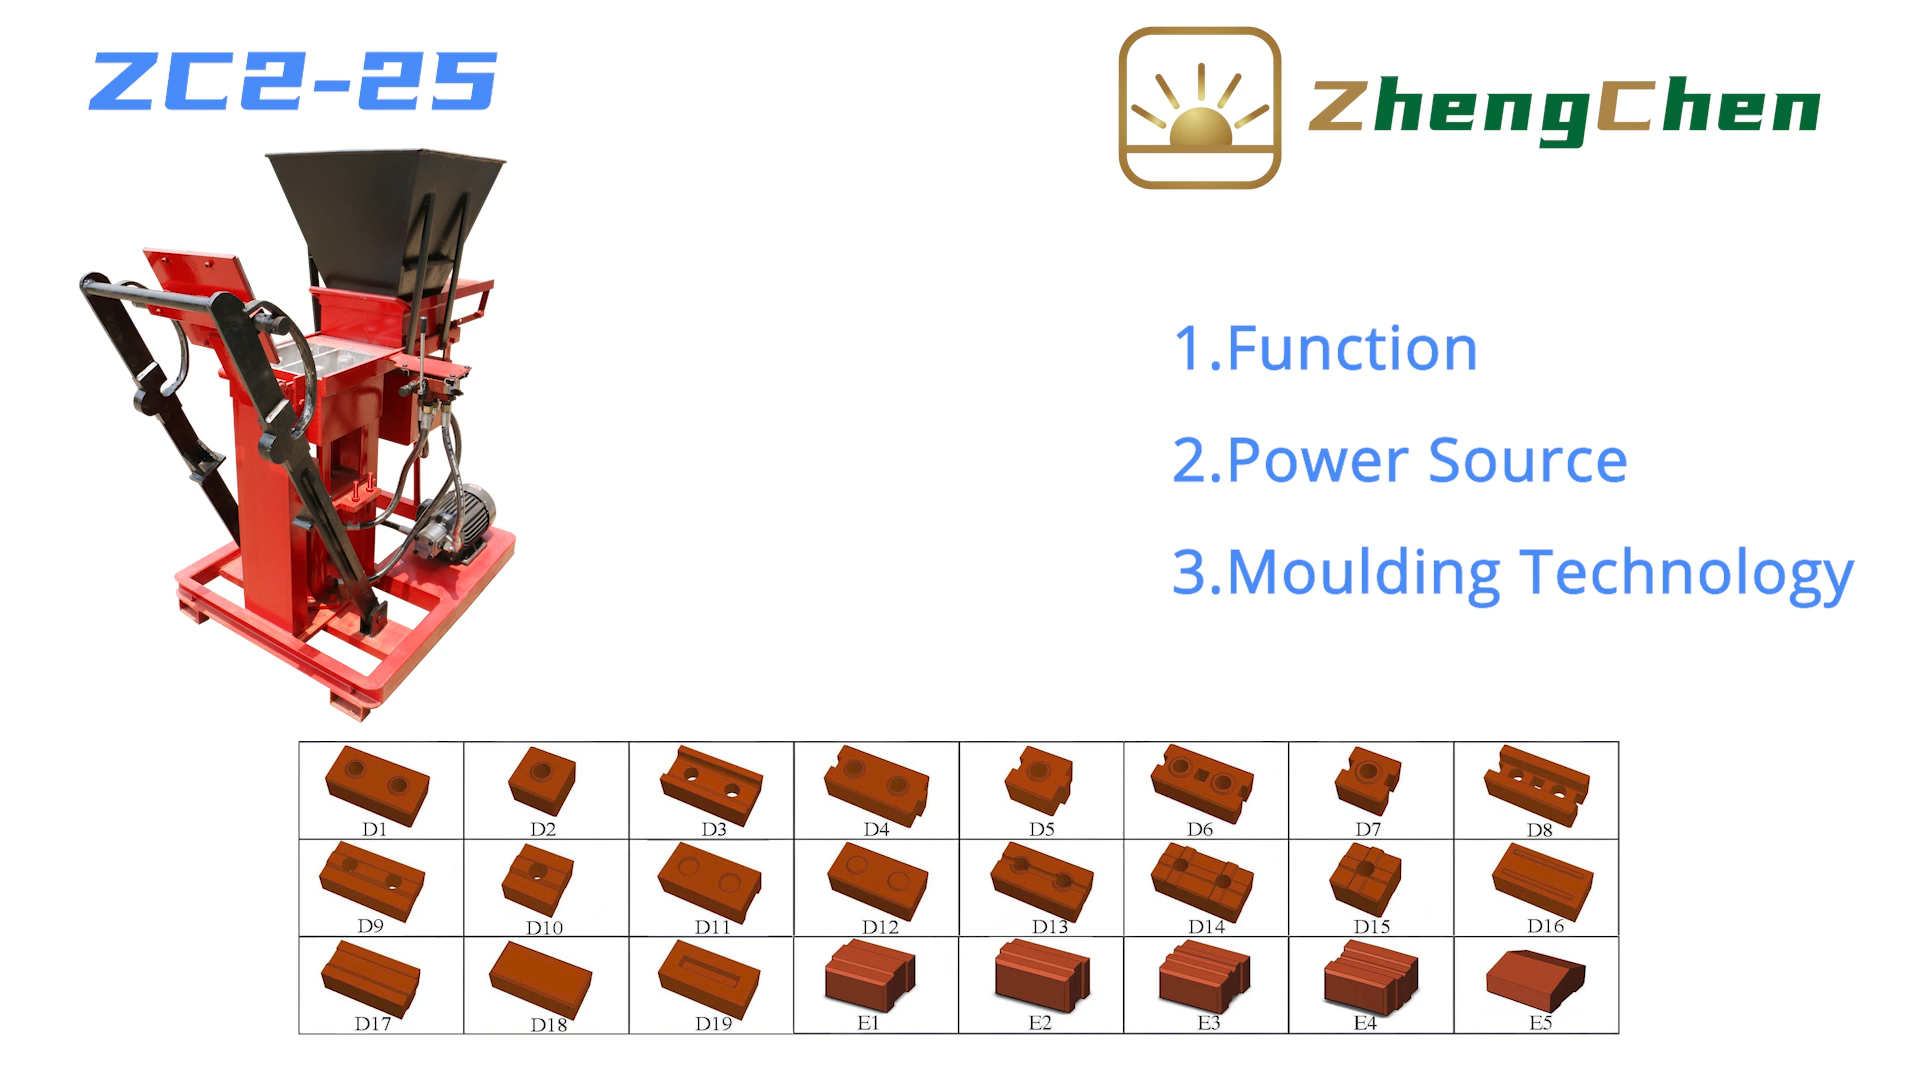 ZC2-25
ZhengChen
1.Function
2.Power Source
3.Moulding Technology
D1 D2 D3 D4 D5 D6 D7 D8
D9 D10 D11 D12 D13 D14 D15 D16
D17 D18 D19 E1 E2 E3 E4 E5